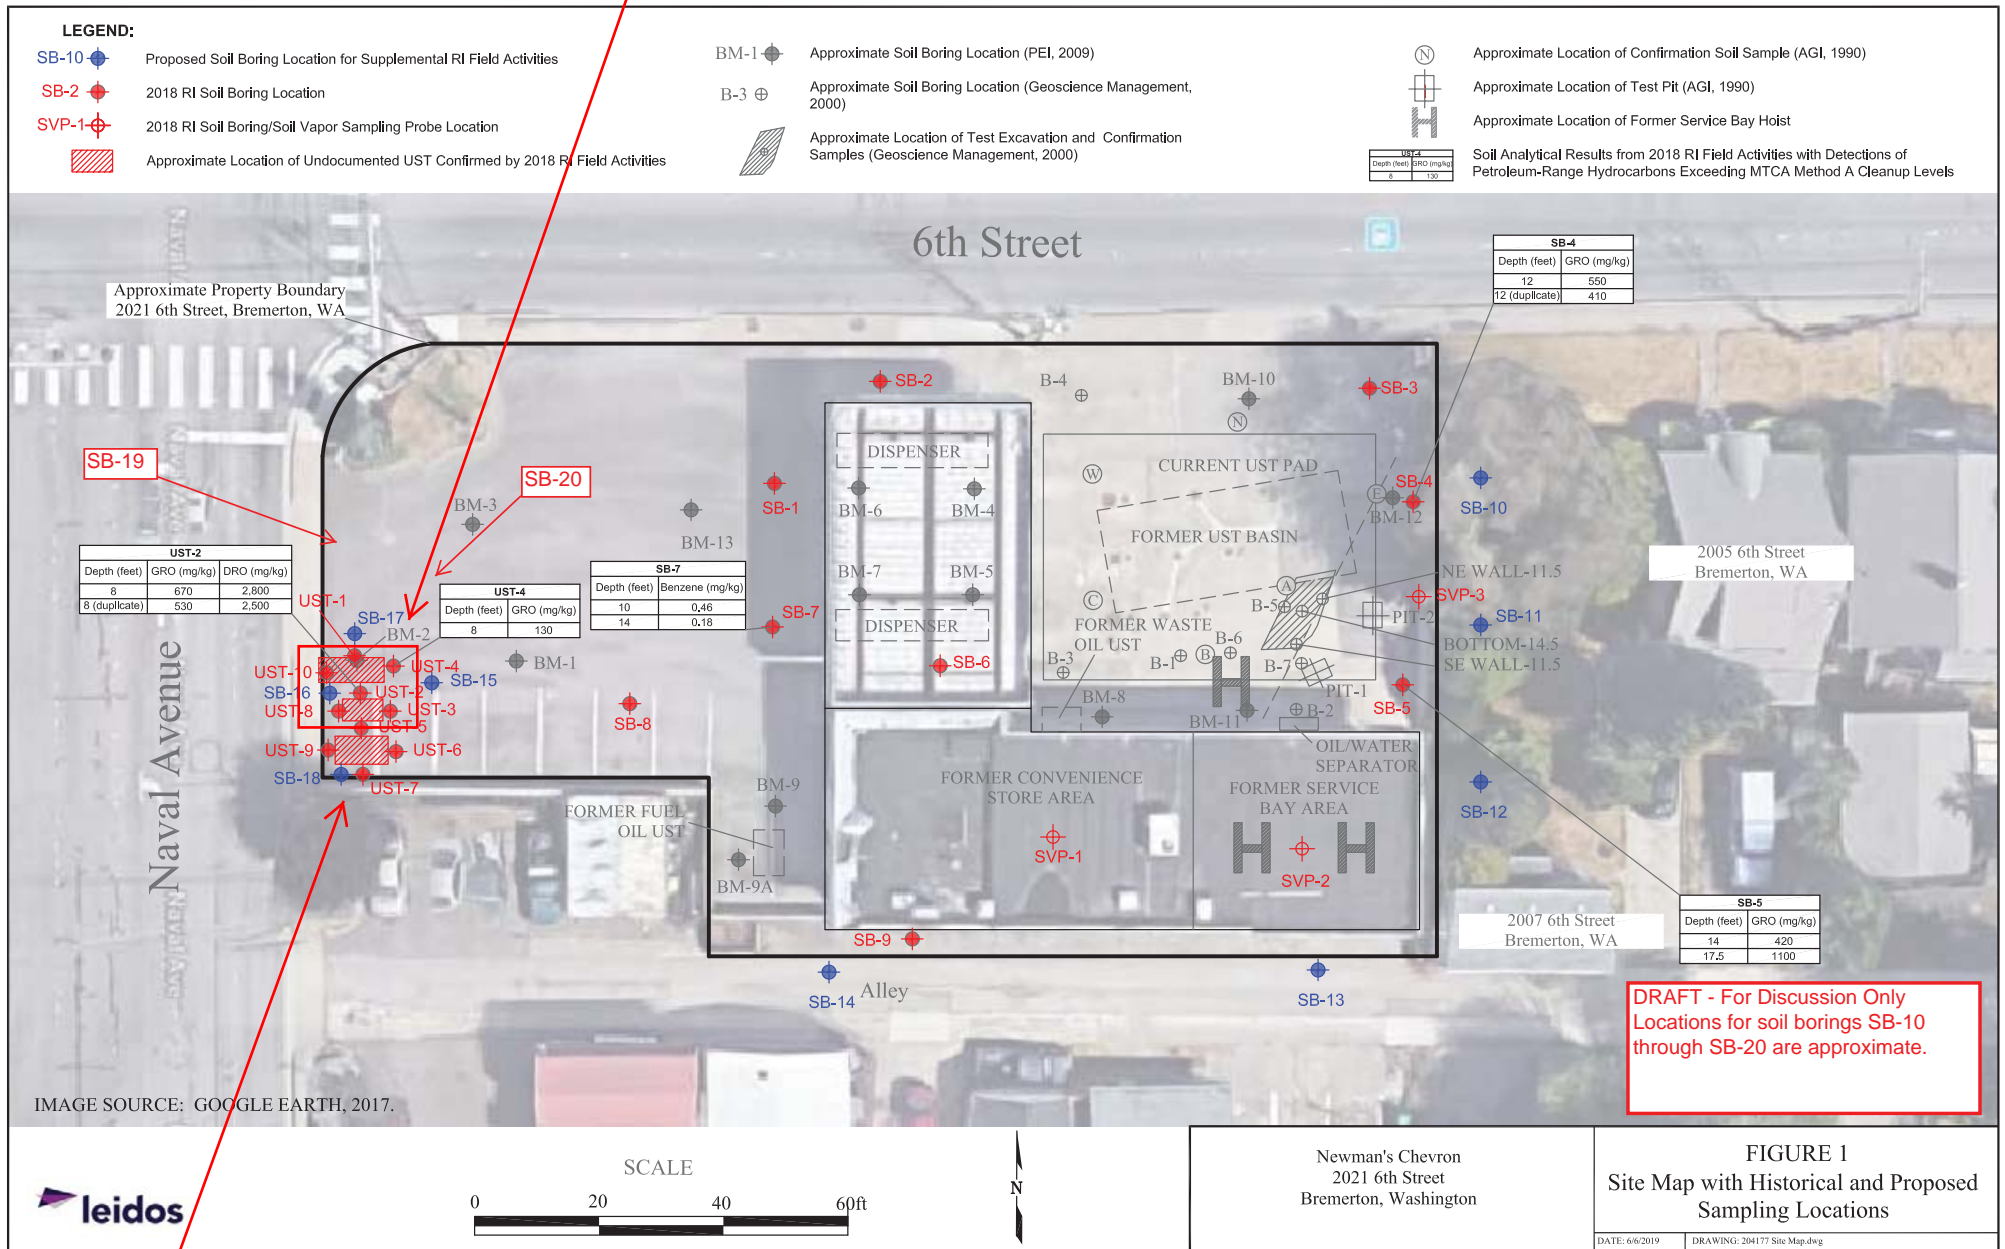 LEGEND:
SB-10
Proposed Soil Boring Location for Supplemental RI Field Activities
SB-2
2018 RI Soil Boring Location
SVP-1
2018 RI Soil Boring/Soil Vapor Sampling Probe Location
Approximate Location of Undocumented UST Confirmed by 2018 RI Field Activities
BM-1
Approximate Soil Boring Location (PEI, 2009)
B-3
Approximate Soil Boring Location (Geoscience Management,
2000)
Approximate Location of Test Excavation and Confirmation
Samples (Geoscience Management, 2000)
N
Approximate Location of Confirmation Soil Sample (AGI, 1990)
Approximate Location of Test Pit (AGI, 1990)
Approximate Location of Former Service Bay Hoist
UST-4
Depth (feet) GRO (mg/kg)
8 130
Soil Analytical Results from 2018 RI Field Activities with Detections of
Petroleum-Range Hydrocarbons Exceeding MTCA Method A Cleanup Levels
6th Street
SB-4
Depth (feet) GRO (mg/kg)
12 550
12 (duplicate) 410
Approximate Property Boundary
2021 6th Street, Bremerton, WA
SB-2
B-4
BM-10
SB-3
N
SB-19
SB-20
DISPENSER
CURRENT UST PAD
W
E
SB-4
BM-3
SB-1
BM-6
BM-4
BM-12
SB-10
BM-13
FORMER UST BASIN
2005 6th Street
Bremerton, WA
UST-2
Depth (feet) GRO (mg/kg) DRO (mg/kg)
8 670 2,800
8 (duplicate) 530 2,500
UST-4
Depth (feet) GRO (mg/kg)
8 130
SB-7
Depth (feet) Benzene (mg/kg)
10 0.46
14 0.18
BM-7
BM-5
NE WALL-11.5
A
C
B-5
SVP-3
UST-1
SB-17
BM-2
SB-7
DISPENSER
FORMER WASTE
OIL UST
PIT-2
SB-11
BOTTOM-14.5
SE WALL-11.5
B-6
B
B-1
B-3
B-7
PIT-1
UST-10
UST-4
BM-1
SB-6
SB-16
UST-2
SB-15
UST-8
UST-3
SB-8
BM-8
BM-11
B-2
SB-5
UST-5
UST-9
UST-6
SB-18
UST-7
OIL/WATER
SEPARATOR
Naval Avenue
BM-9
FORMER FUEL
OIL UST
BM-9A
FORMER CONVENIENCE
STORE AREA
FORMER SERVICE
BAY AREA
SB-12
SVP-1
SVP-2
SB-5
Depth (feet) GRO (mg/kg)
14 420
17.5 1100
2007 6th Street
Bremerton, WA
SB-9
SB-14
Alley
SB-13
DRAFT - For Discussion Only
Locations for soil borings SB-10
through SB-20 are approximate.
IMAGE SOURCE: GOOGLE EARTH, 2017.
leidos
SCALE
0 20 40 60ft
N
Newman's Chevron
2021 6th Street
Bremerton, Washington
FIGURE 1
Site Map with Historical and Proposed
Sampling Locations
DATE: 6/6/2019 DRAWING: 204177 Site Map.dwg